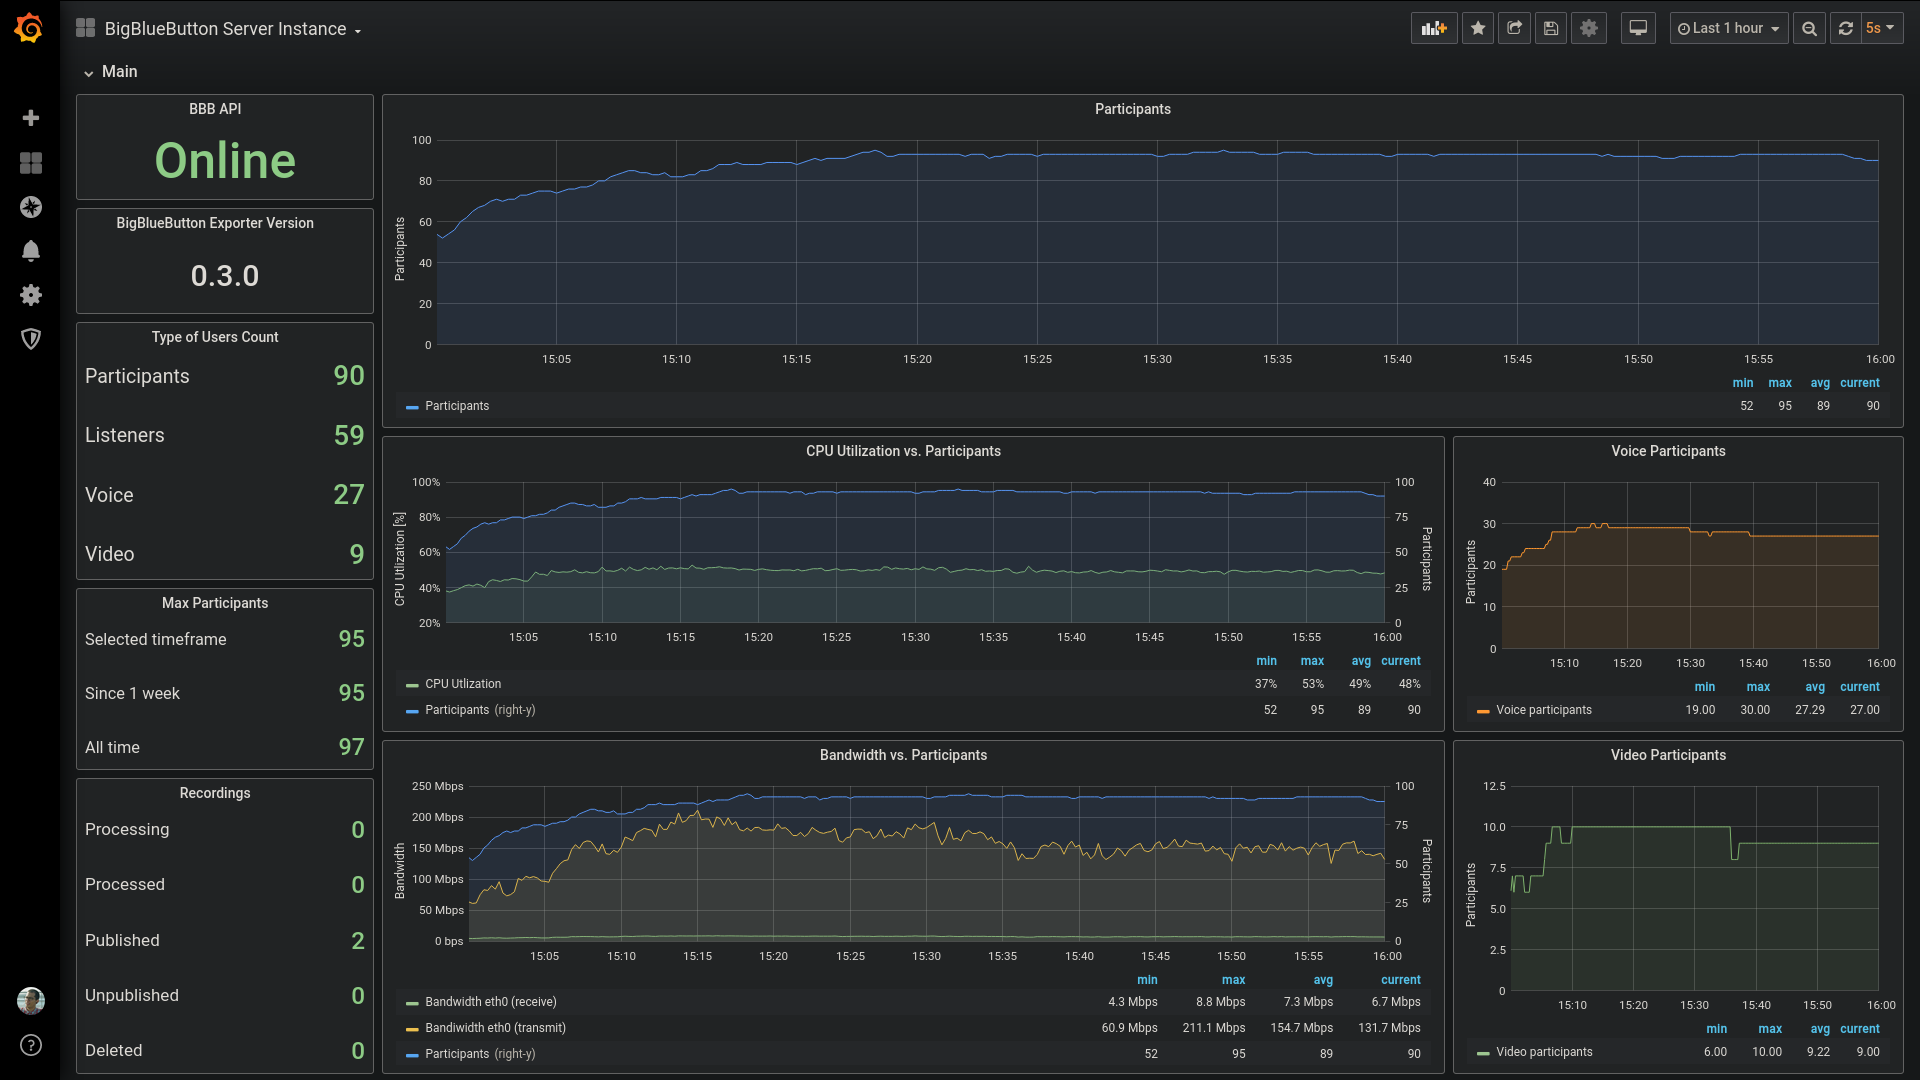 BigBlueButton Server Instance
Last 1 hour
5s
Main
BBB API
Online
BigBlueButton Exporter Version
0.3.0
Type of Users Count
Participants 90
Listeners 59
Voice 27
Video 9
Max Participants
Selected timeframe 95
Since 1 week 95
All time 97
Recordings
Processing 0
Processed 0
Published 2
Unpublished 0
Deleted 0
Participants
100
80
60
40
20
0
Participants
15:05 15:10 15:15 15:20 15:25 15:30 15:35 15:40 15:45 15:50 15:55 16:00
min max avg current
Participants 52 95 89 90
CPU Utilization vs. Participants
100%
80%
60%
40%
20%
CPU Utlization [%]
100
75
50
25
0
Participants
15:05 15:10 15:15 15:20 15:25 15:30 15:35 15:40 15:45 15:50 15:55 16:00
min max avg current
CPU Utlization 37% 53% 49% 48%
Participants (right-y) 52 95 89 90
Voice Participants
40
30
20
10
0
Participants
15:10 15:20 15:30 15:40 15:50 16:00
min max avg current
Voice participants 19.00 30.00 27.29 27.00
Bandwidth vs. Participants
250 Mbps
200 Mbps
150 Mbps
100 Mbps
50 Mbps
0 bps
Bandwidth
100
75
50
25
0
Participants
15:05 15:10 15:15 15:20 15:25 15:30 15:35 15:40 15:45 15:50 15:55 16:00
min max avg current
Bandwidth eth0 (receive) 4.3 Mbps 8.8 Mbps 7.3 Mbps 6.7 Mbps
Bandiwidth eth0 (transmit) 60.9 Mbps 211.1 Mbps 154.7 Mbps 131.7 Mbps
Participants (right-y) 52 95 89 90
Video Participants
12.5
10.0
7.5
5.0
2.5
0
Participants
15:10 15:20 15:30 15:40 15:50 16:00
min max avg current
Video participants 6.00 10.00 9.22 9.00